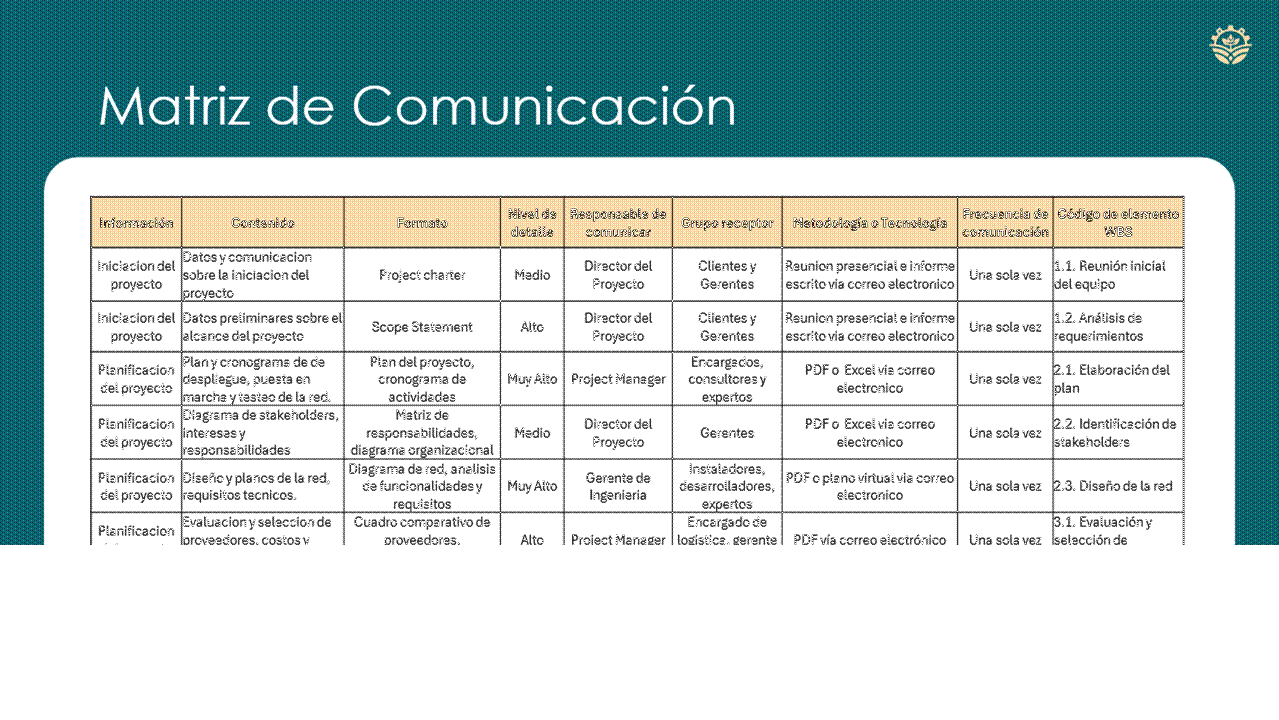 Matriz de Comunicación
Información Contenido Formato Nivel de detalle Responsable de comunicar Grupo receptor Metodología o Tecnología Frecuencia de comunicación Código de elemento WBS
Iniciacion del proyecto Datos y comunicacion sobre la iniciacion del proyecto Project charter Medio Director del Proyecto Clientes y Gerentes Reunion presencial e informe escrito via correo electronico Una sola vez 1.1. Reunión inicial del equipo
Iniciacion del proyecto Datos preliminares sobre el alcance del proyecto Scope Statement Alto Director del Proyecto Clientes y Gerentes Reunion presencial e informe escrito via correo electronico Una sola vez 1.2. Análisis de requerimientos
Planificacion del proyecto Plan y cronograma de de despliegue, puesta en marcha y testeo de la red. Plan del proyecto, cronograma de actividades Muy Alto Project Manager Encargados, consultores y expertos PDF o Excel via correo electronico Una sola vez 2.1. Elaboración del plan
Planificacion del proyecto Diagrama de stakeholders, intereses y responsabilidades Matriz de responsabilidades, diagrama organizacional Medio Director del Proyecto Gerentes PDF o Excel via correo electronico Una sola vez 2.2. Identificación de stakeholders
Planificacion del proyecto Diseño y planos de la red, requisitos tecnicos. Diagrama de red, analisis de funcionalidades y requisitos Muy Alto Gerente de Ingenieria Instaladores, desarrolladores, expertos PDF o plano virtual via correo electronico Una sola vez 2.3. Diseño de la red
Planificacion Evaluacion y seleccion de proveedores, costos y Cuadro comparativo de proveedores, Alto Project Manager Encargado de logistica, gerente PDF vía correo electrónico Una sola vez 3.1. Evaluación y selección de